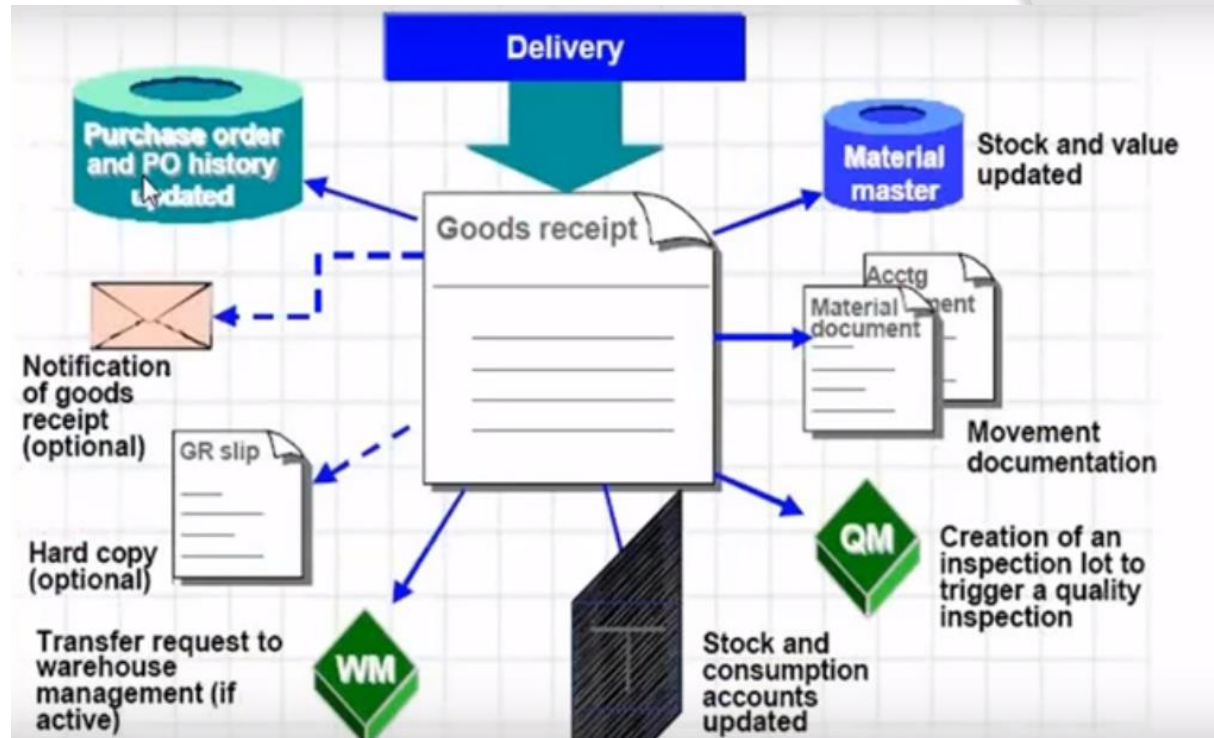 Delivery
Purchase order
and PO history
updated
Material
master
Stock and value
updated
Goods receipt
Acctg
Material
document
Movement
documentation
Notification
of goods
receipt
(optional)
GR slip
Hard copy
(optional)
QM
Creation of an
inspection lot to
trigger a quality
inspection
Transfer request to
warehouse
management (if
active)
WM
T
Stock and
consumption
accounts
updated